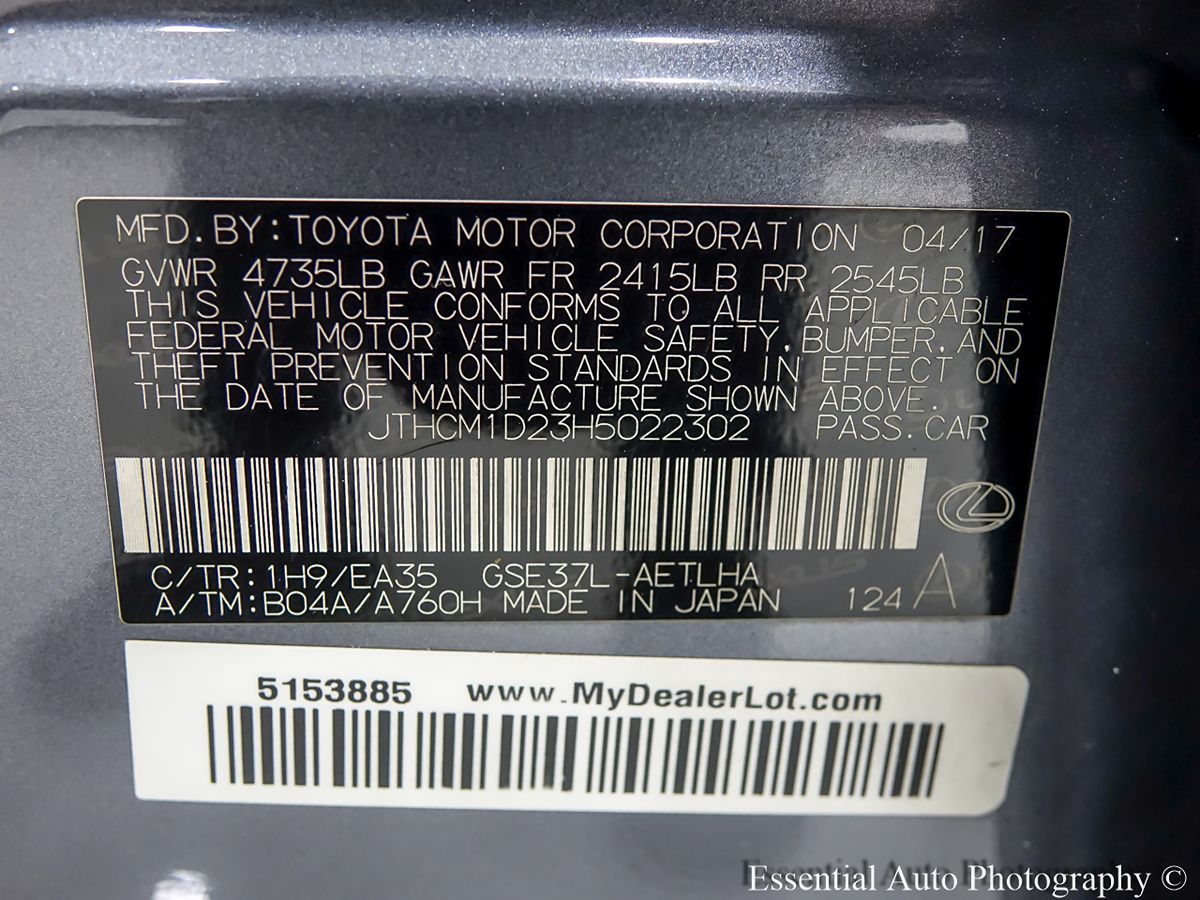 MFD.BY:TOYOTA MOTOR CORPORATION 04/17
GVWR 4735LB GAWR FR 2415LB RR 2545LB
THIS VEHICLE CONFORMS TO ALL APPLICABLE
FEDERAL MOTOR VEHICLE SAFETY,BUMPER,AND
THEFT PREVENTION STANDARDS IN EFFECT ON
THE DATE OF MANUFACTURE SHOWN ABOVE.
JTHCM1D23H5022302 PASS.CAR
C/TR:1H9/EA35 GSE37L-AETLHA
A/TM:B04A/A760H MADE IN JAPAN 124 A
5153885 www.MyDealerLot.com
Essential Auto Photography ©